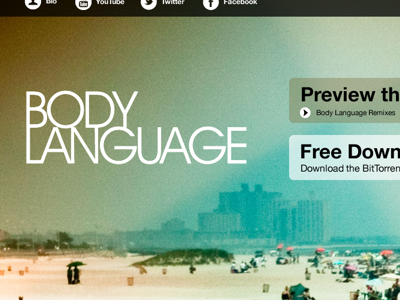 Bio YouTube Twitter Facebook
BODY
LANGUAGE
Preview th
Body Language Remixes
Free Down
Download the BitTorren